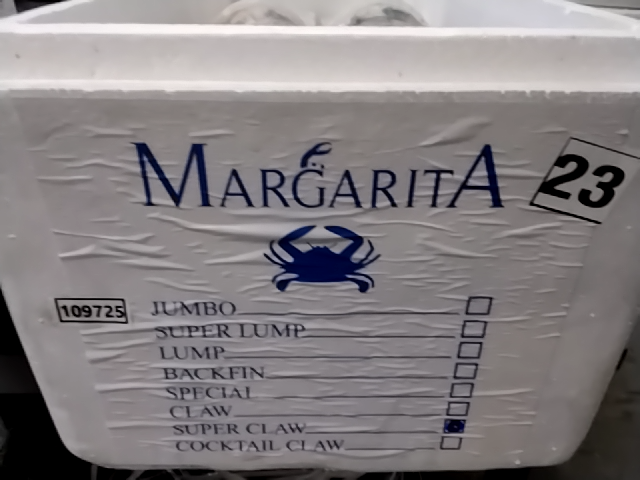 MARGARITA
23
109725
JUMBO
SUPER LUMP
LUMP
BACKFIN
SPECIAL
CLAW
SUPER CLAW
COCKTAIL CLAW